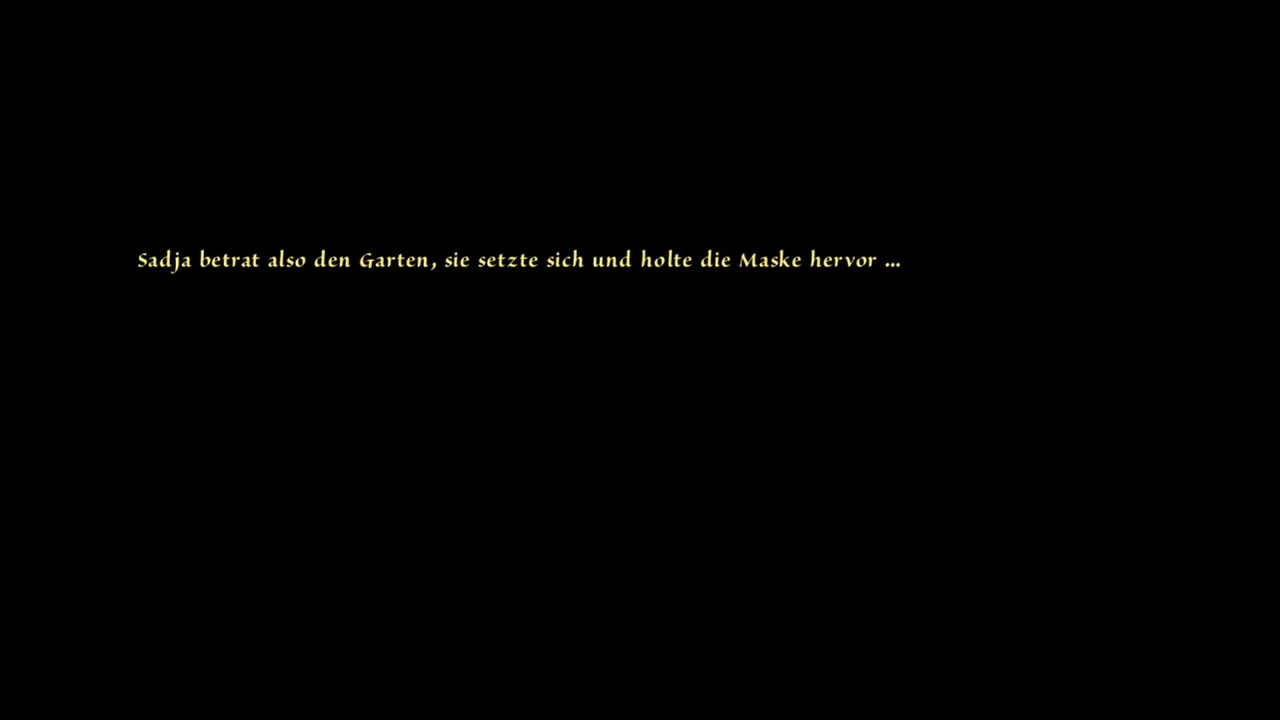 Sadja betrat also den Garten, sie setzte sich und holte die Maske hervor ...